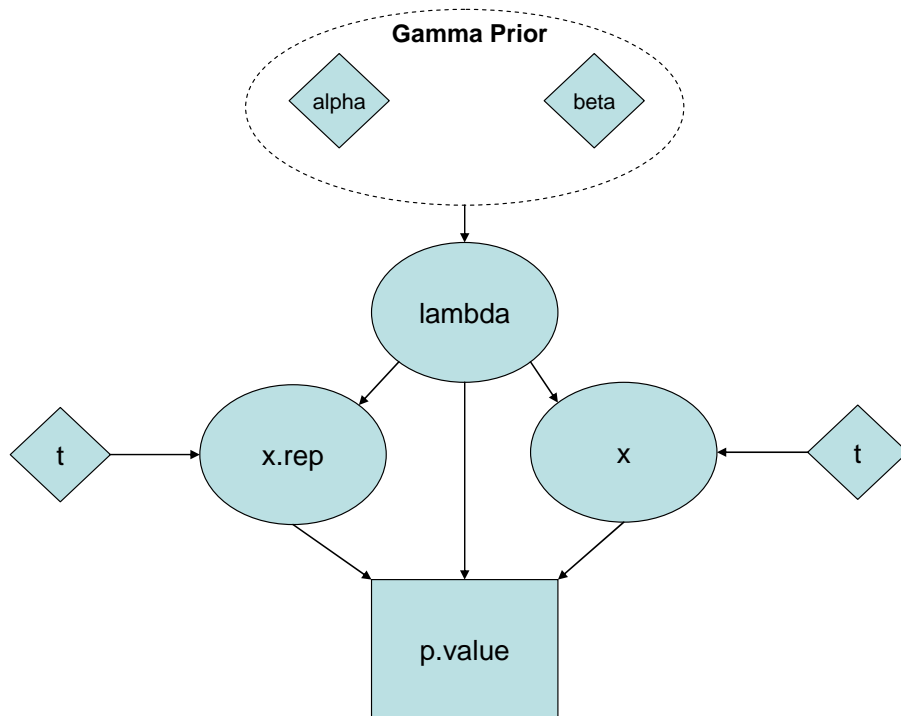 Gamma Prior
alpha
beta
lambda
t
x.rep
x
t
p.value